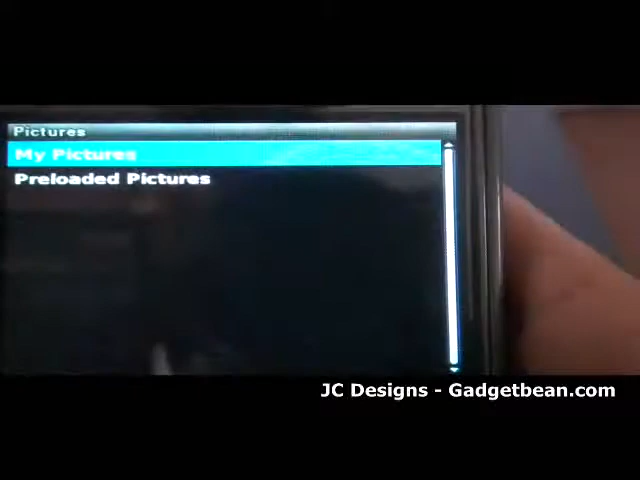 Pictures
My Pictures
Preloaded Pictures
JC Designs - Gadgetbean.com